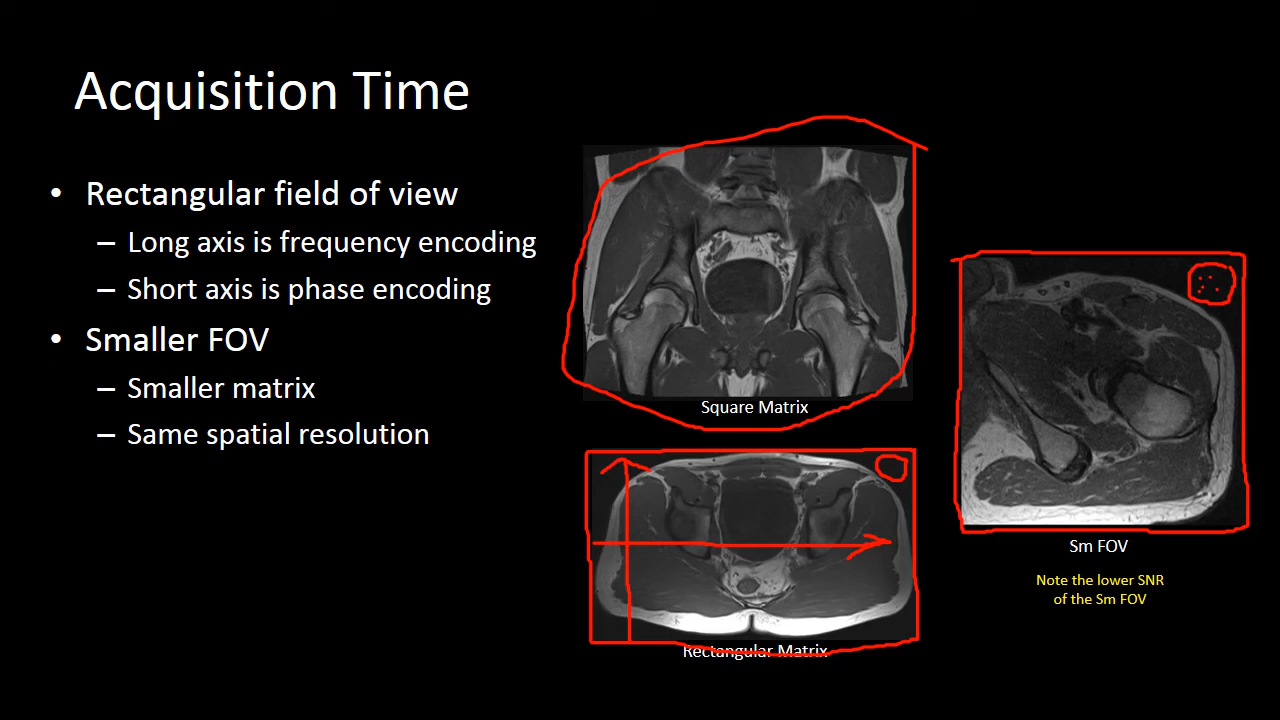 Acquisition Time
• Rectangular field of view
– Long axis is frequency encoding
– Short axis is phase encoding
• Smaller FOV
– Smaller matrix
– Same spatial resolution
Square Matrix
Rectangular Matrix
Sm FOV
Note the lower SNR
of the Sm FOV